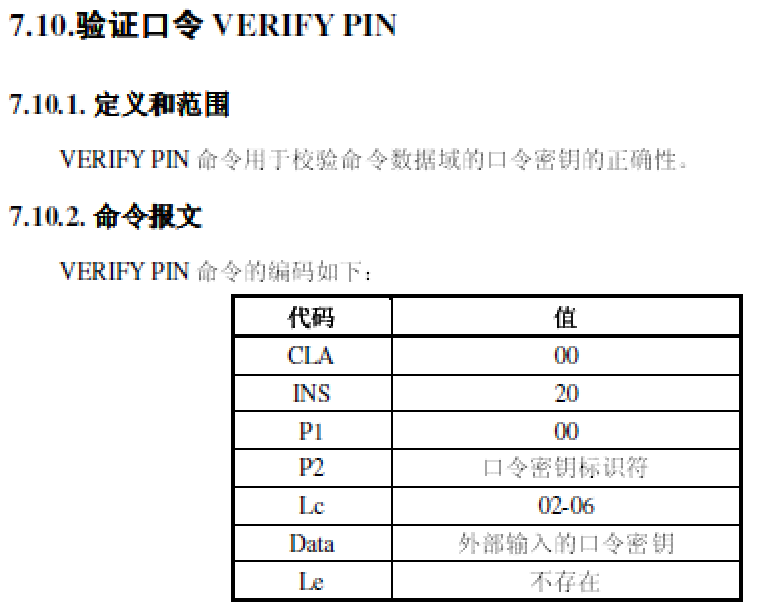 7.10.验证口令 VERIFY PIN
7.10.1. 定义和范围
VERIFY PIN 命令用于校验命令数据域的口令密钥的正确性。
7.10.2. 命令报文
VERIFY PIN 命令的编码如下：
代码 值
CLA 00
INS 20
P1 00
P2 口令密钥标识符
Lc 02-06
Data 外部输入的口令密钥
Le 不存在